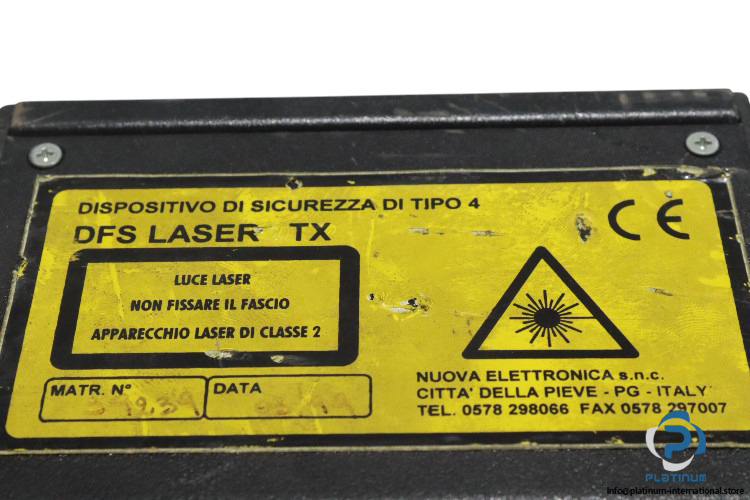 DISPOSITIVO DI SICUREZZA DI TIPO 4
DFS LASER TX
CE
LUCE LASER
NON FISSARE IL FASCIO
APPARECCHIO LASER DI CLASSE 2
MATR. N°
DATA
NUOVA ELETTRONICA s.n.c.
CITTA' DELLA PIEVE - PG - ITALY
TEL. 0578 298066 FAX 0578 297007
PLATINUM
info@platinum-international.store